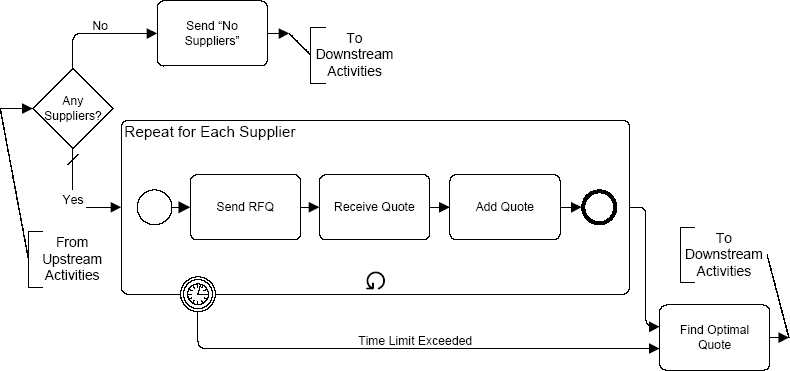 No
Send “No
Suppliers”
To
Downstream
Activities
Any
Suppliers?
Yes
Repeat for Each Supplier
Send RFQ
Receive Quote
Add Quote
From
Upstream
Activities
To
Downstream
Activities
Time Limit Exceeded
Find Optimal
Quote